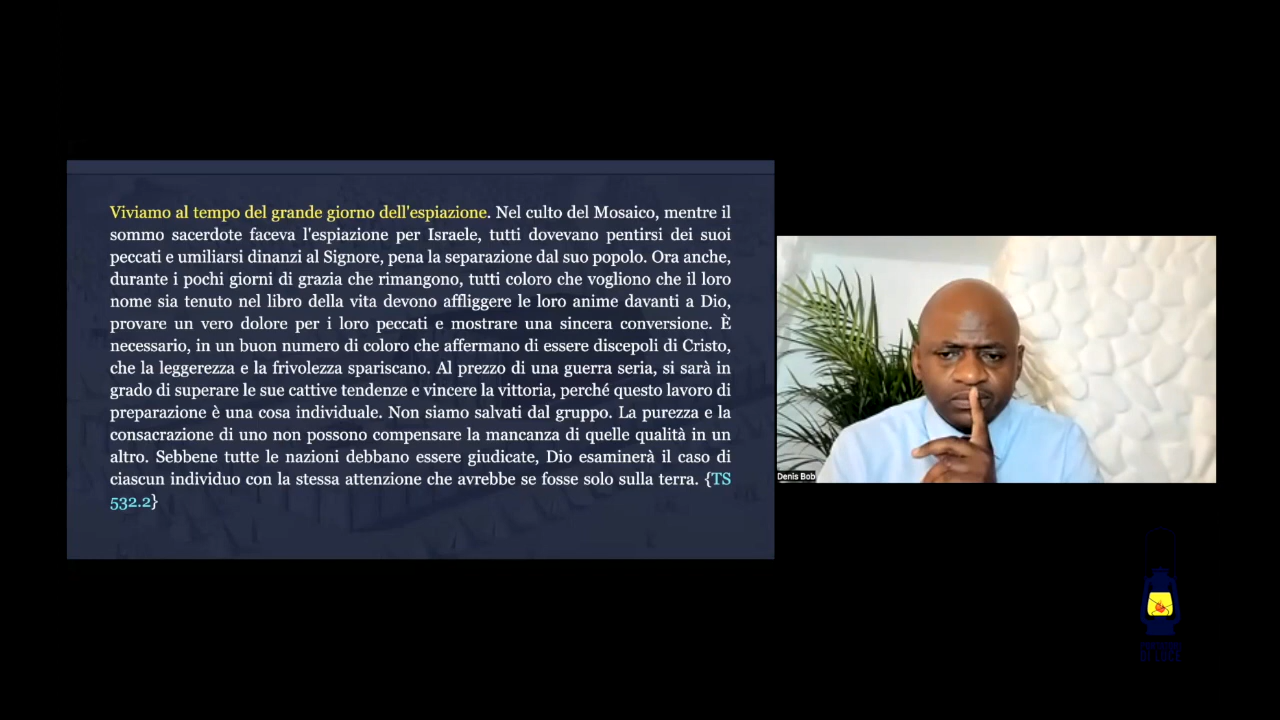 Viviamo al tempo del grande giorno dell'espiazione. Nel culto del Mosaico, mentre il
sommo sacerdote faceva l'espiazione per Israele, tutti dovevano pentirsi dei suoi
peccati e umiliarsi dinanzi al Signore, pena la separazione dal suo popolo. Ora anche,
durante i pochi giorni di grazia che rimangono, tutti coloro che vogliono che il loro
nome sia tenuto nel libro della vita devono affliggere le loro anime davanti a Dio,
provare un vero dolore per i loro peccati e mostrare una sincera conversione. È
necessario, in un buon numero di coloro che affermano di essere discepoli di Cristo,
che la leggerezza e la frivolezza spariscano. Al prezzo di una guerra seria, si sarà in
grado di superare le sue cattive tendenze e vincere la vittoria, perché questo lavoro di
preparazione è una cosa individuale. Non siamo salvati dal gruppo. La purezza e la
consacrazione di uno non possono compensare la mancanza di quelle qualità in un
altro. Sebbene tutte le nazioni debbano essere giudicate, Dio esaminerà il caso di
ciascun individuo con la stessa attenzione che avrebbe se fosse solo sulla terra. {TS
532.2}
Denis Bob
DI LUCE